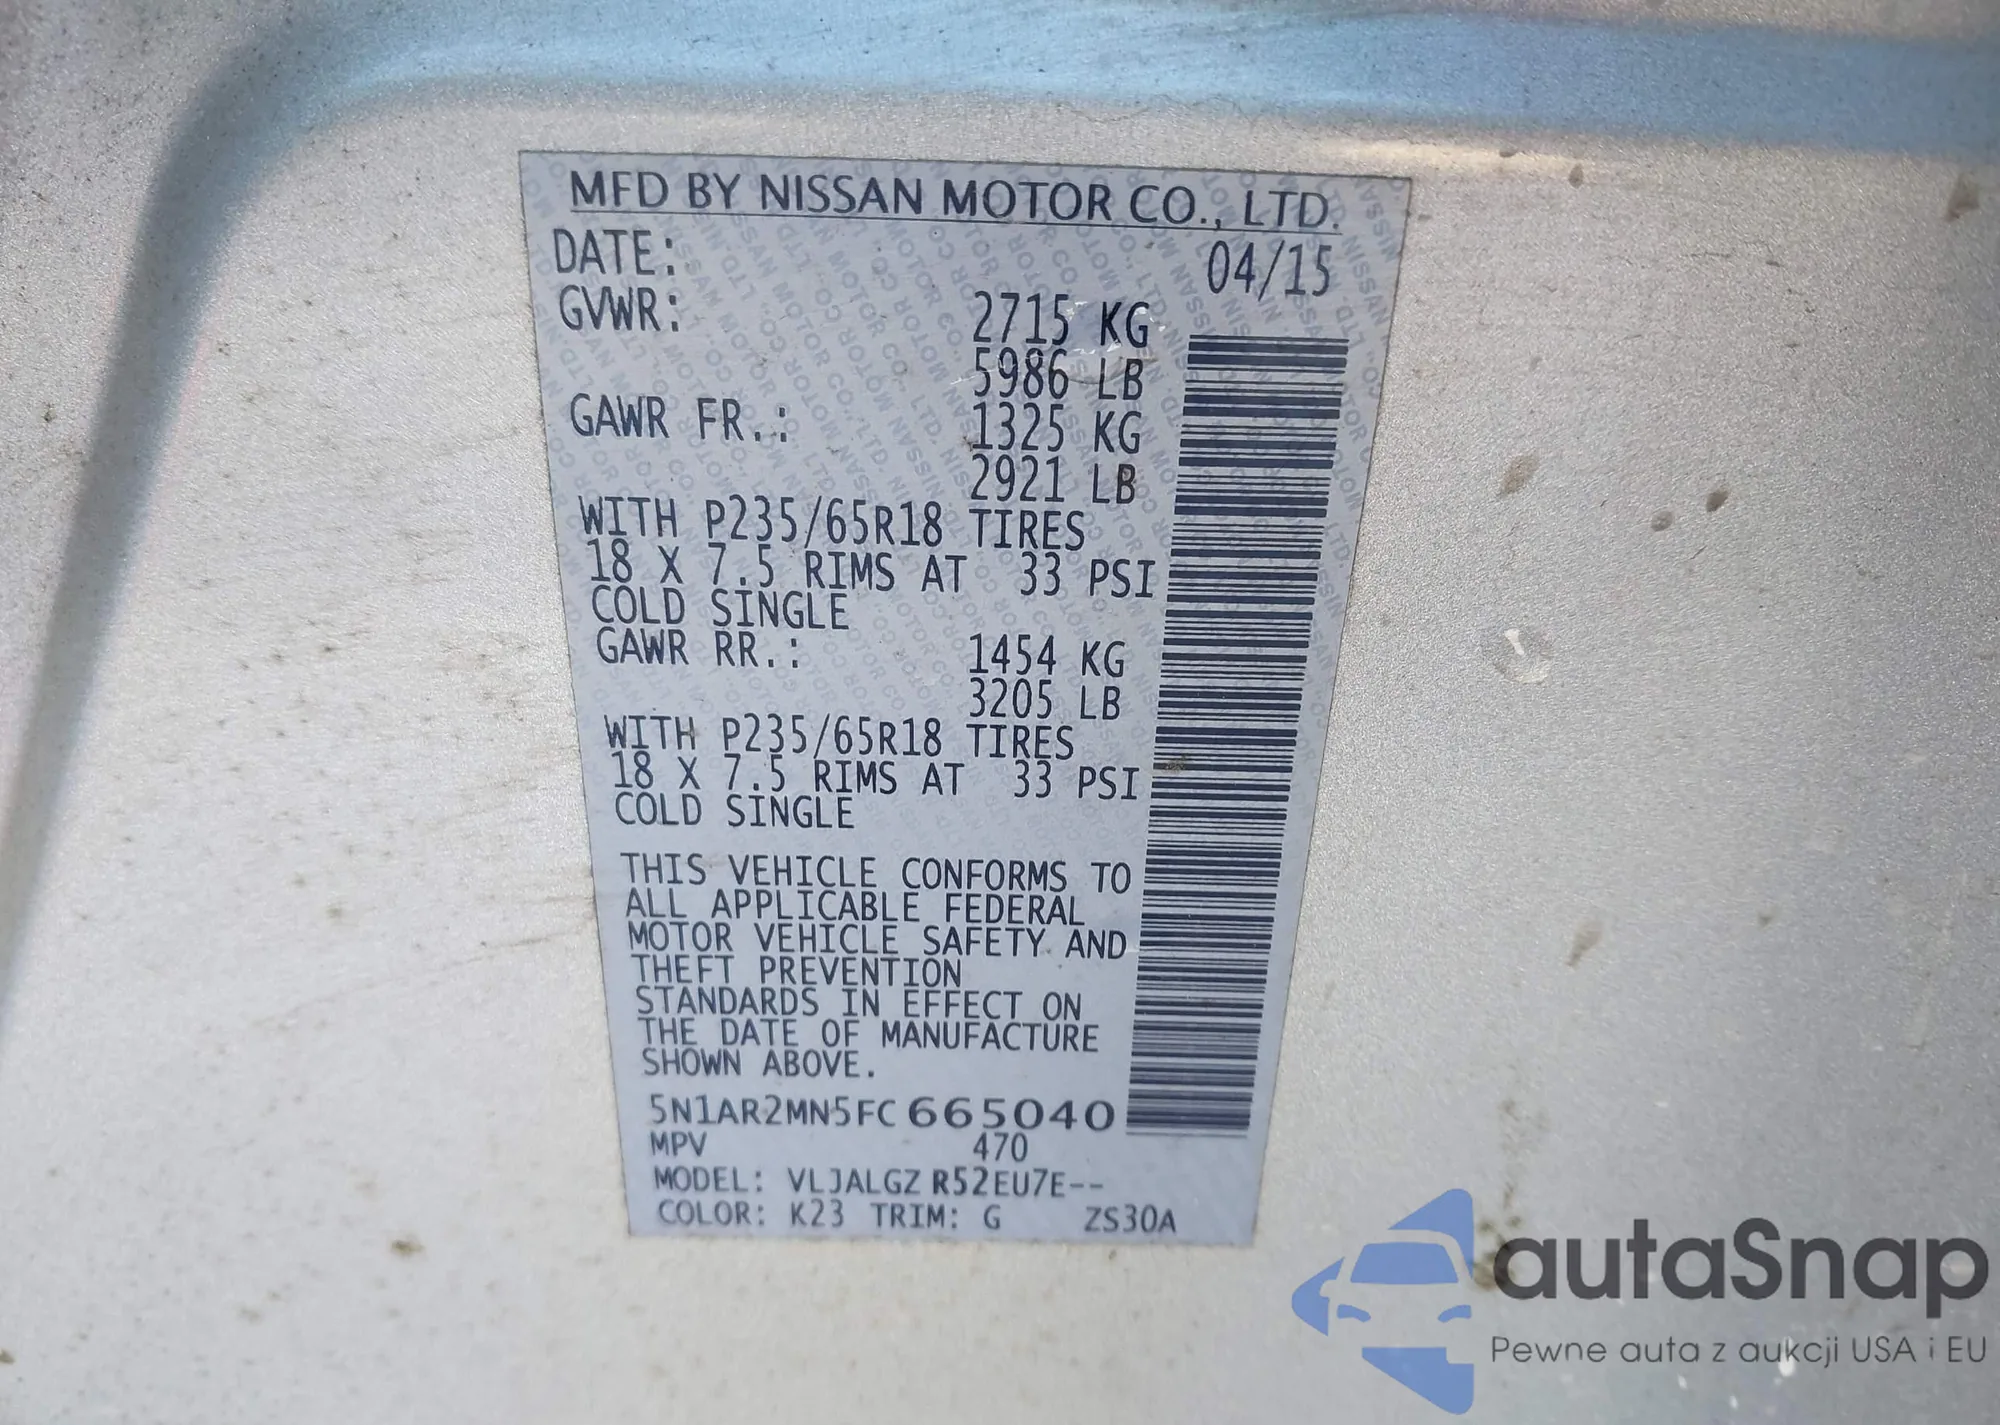 MFD BY NISSAN MOTOR CO., LTD.
DATE: 04/15
GVWR: 2715 KG
5986 LB
GAWR FR.: 1325 KG
2921 LB
WITH P235/65R18 TIRES
18 X 7.5 RIMS AT 33 PSI
COLD SINGLE
GAWR RR.: 1454 KG
3205 LB
WITH P235/65R18 TIRES
18 X 7.5 RIMS AT 33 PSI
COLD SINGLE
THIS VEHICLE CONFORMS TO
ALL APPLICABLE FEDERAL
MOTOR VEHICLE SAFETY AND
THEFT PREVENTION
STANDARDS IN EFFECT ON
THE DATE OF MANUFACTURE
SHOWN ABOVE.
5N1AR2MN5FC665040
MPV 470
MODEL: VLJALGZ R52EU7E--
COLOR: K23 TRIM: G ZS30A
autaSnap
Pewne auta z aukcji USA i EU